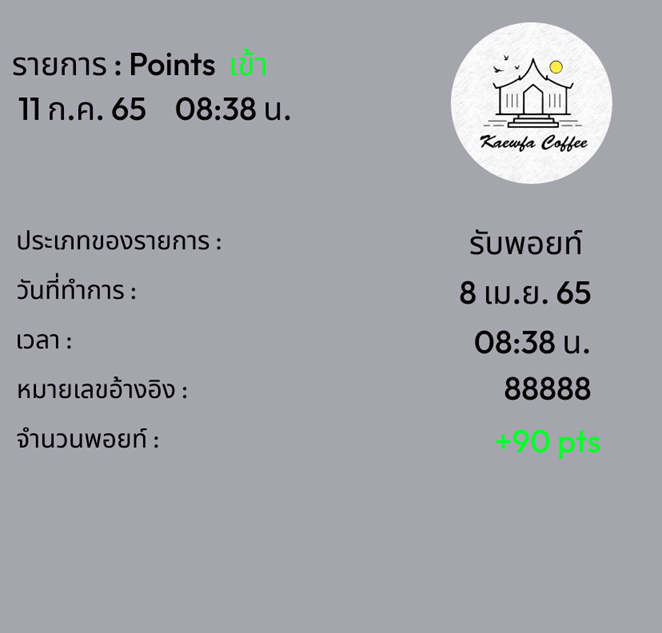 รายการ : Points เข้า
11 ก.ค. 65 08:38 น.
Kaewfa Coffee
ประเภทของรายการ : รับพอยท์
วันที่ทำการ : 8 เม.ย. 65
เวลา : 08:38 น.
หมายเลขอ้างอิง : 88888
จำนวนพอยท์ : +90 pts